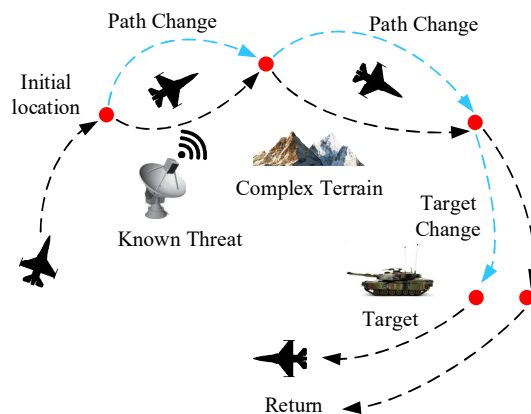 Path Change
Path Change
Initial
location
Complex Terrain
Known Threat
Target
Change
Target
Return